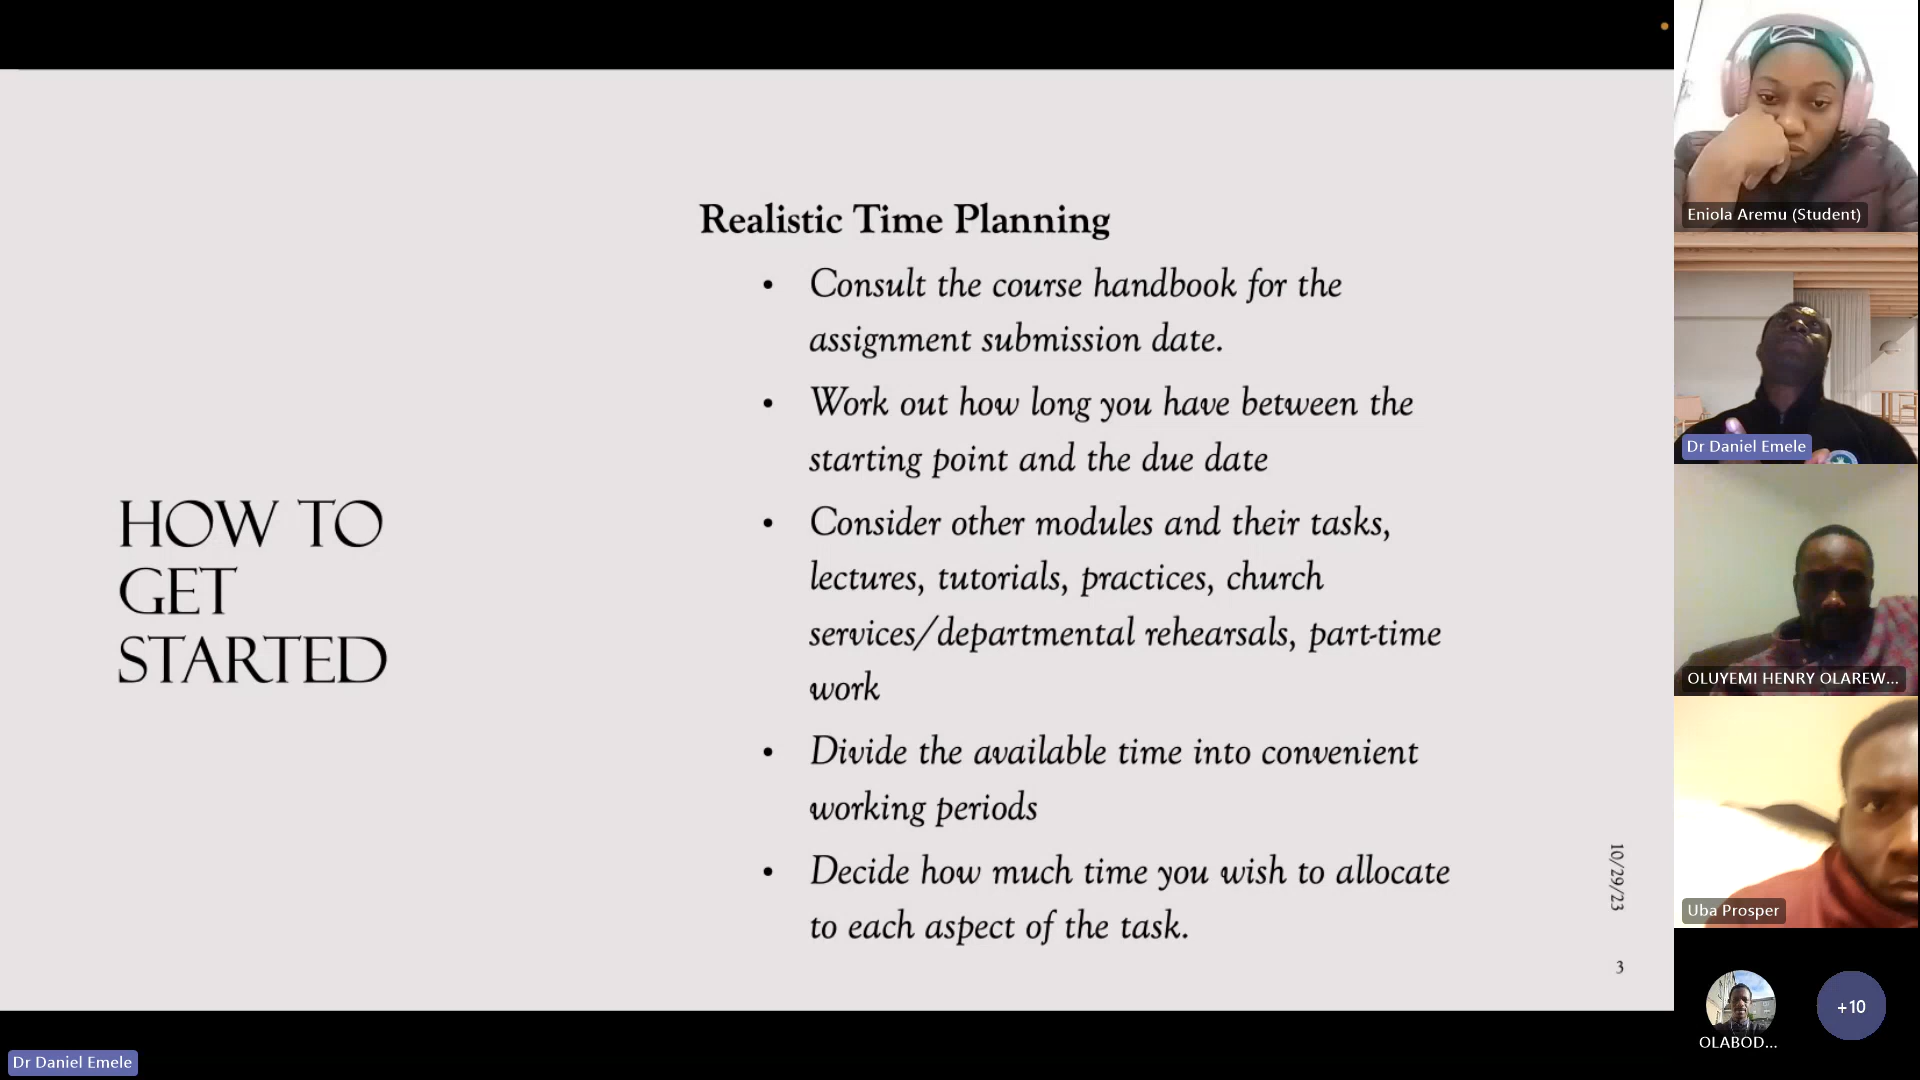 HOW TO
GET
STARTED
Realistic Time Planning
• Consult the course handbook for the
assignment submission date.
• Work out how long you have between the
starting point and the due date
• Consider other modules and their tasks,
lectures, tutorials, practices, church
services/departmental rehearsals, part-time
work
• Divide the available time into convenient
working periods
• Decide how much time you wish to allocate
to each aspect of the task.
10/29/23
3
Eniola Aremu (Student)
Dr Daniel Emele
OLUYEMI HENRY OLAREW...
Uba Prosper
OLABOD...
+10
Dr Daniel Emele